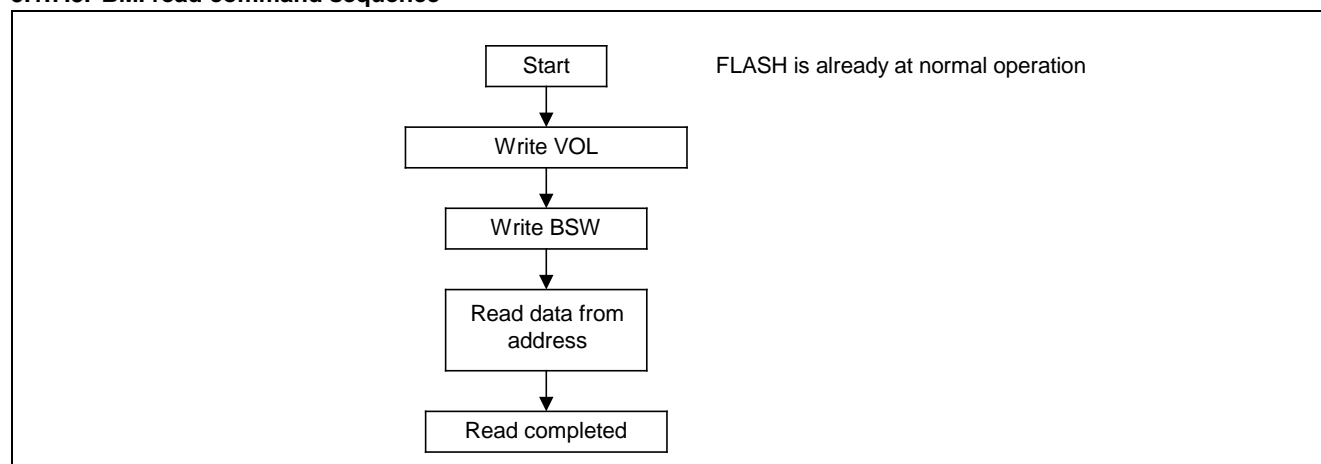 Start
FLASH is already at normal operation
Write VOL
Write BSW
Read data from
address
Read completed